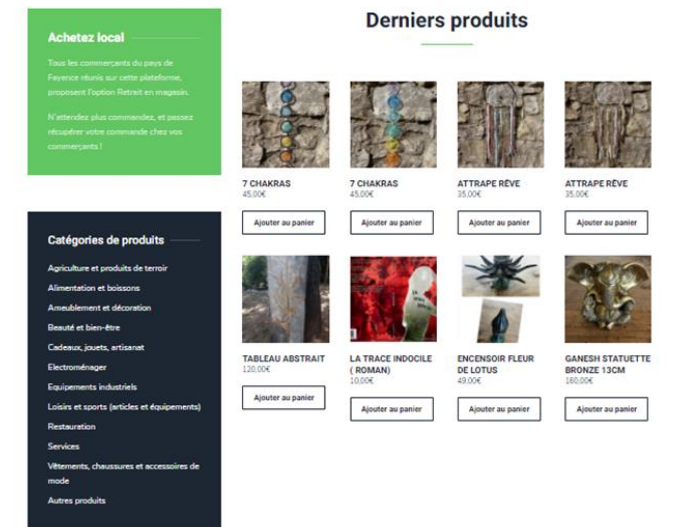 Achetez local
Tous les commerçants du pays de
Fayence réunis sur cette plateforme,
proposent l'option Retrait en magasin.
N'attendez plus commandez, et passez
récupérer votre commande chez vos
commerçants !
Catégories de produits
Agriculture et produits de terroir
Alimentation et boissons
Ameublement et décoration
Beauté et bien-être
Cadeaux, jouets, artisanat
Electroménager
Equipements industriels
Loisirs et sports (articles et équipements)
Restauration
Services
Vêtements, chaussures et accessoires de
mode
Autres produits
Derniers produits
7 CHAKRAS
45,00€
Ajouter au panier
7 CHAKRAS
45,00€
Ajouter au panier
ATTRAPE RÊVE
35,00€
Ajouter au panier
ATTRAPE RÊVE
35,00€
Ajouter au panier
TABLEAU ABSTRAIT
120,00€
Ajouter au panier
LA TRACE INDOCILE
( ROMAN)
10,00€
Ajouter au panier
ENCENSOIR FLEUR
DE LOTUS
49,00€
Ajouter au panier
GANESH STATUETTE
BRONZE 13CM
160,00€
Ajouter au panier